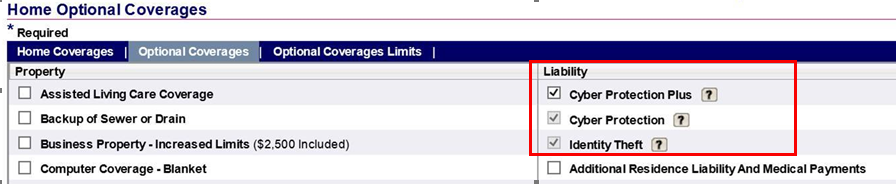 Home Optional Coverages
* Required
Home Coverages | Optional Coverages | Optional Coverages Limits |
Property
Assisted Living Care Coverage
Backup of Sewer or Drain
Business Property - Increased Limits ($2,500 Included)
Computer Coverage - Blanket
Liability
Cyber Protection Plus ?
Cyber Protection ?
Identity Theft ?
Additional Residence Liability And Medical Payments